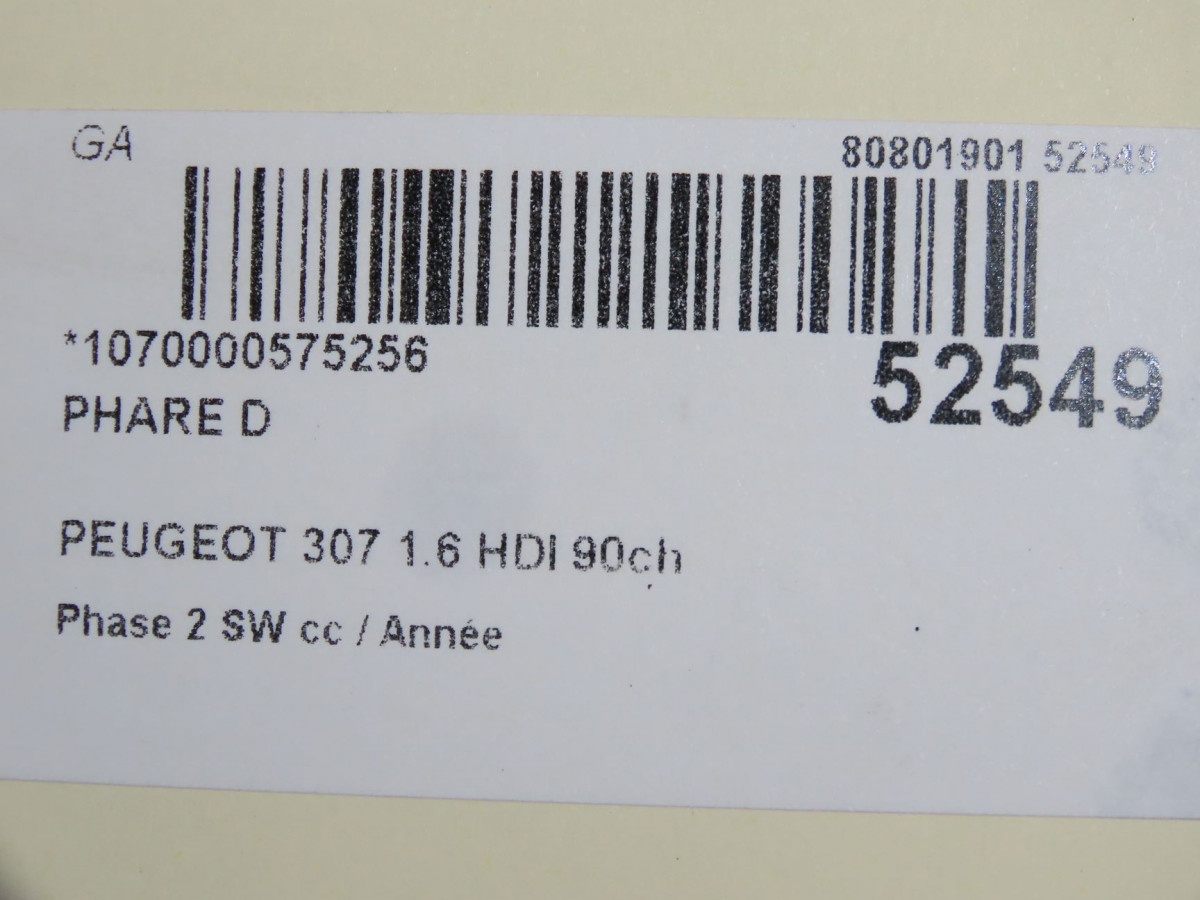 GA
80801901 52549
*1070000575256
52549
PHARE D
PEUGEOT 307 1.6 HDI 90ch
Phase 2 SW cc / Année